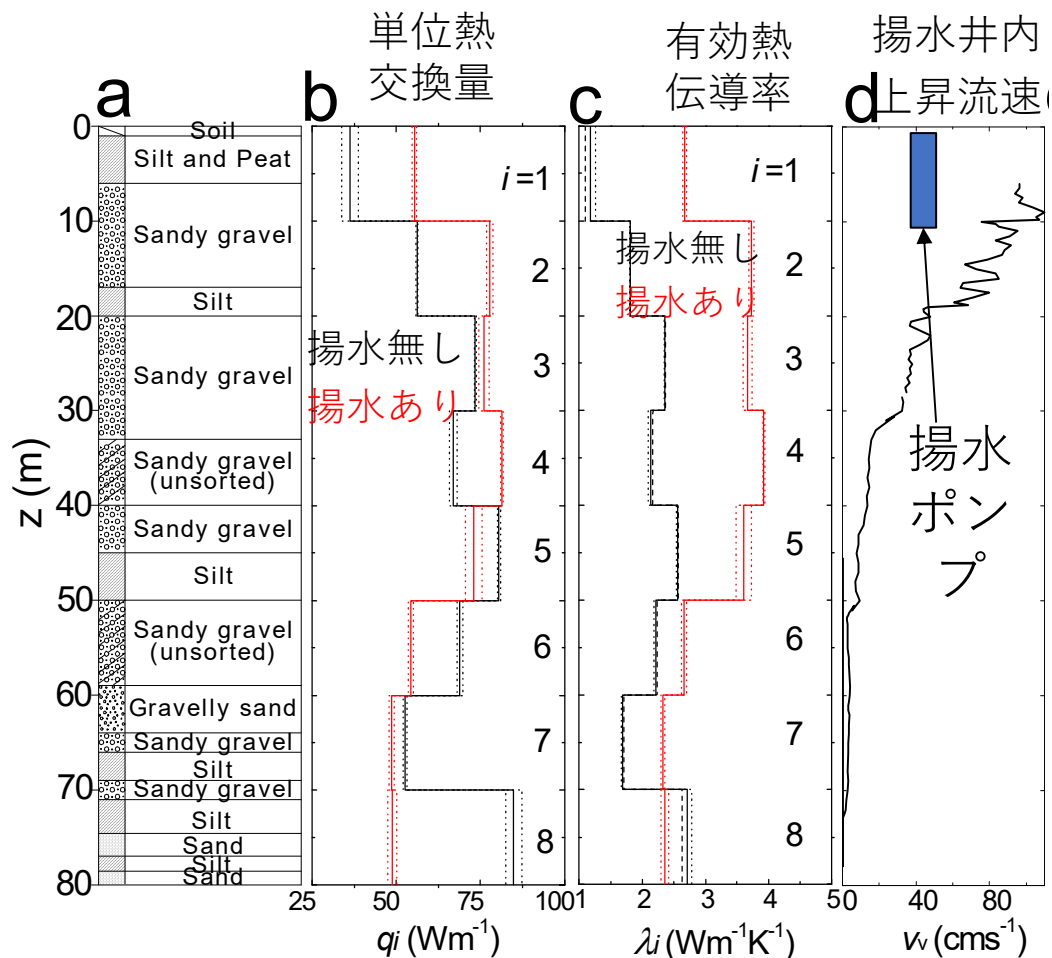 単位熱
交換量
有効熱
伝導率
揚水井内
上昇流速(
a
b
c
d
0
10
20
30
40
50
60
70
80
z (m)
Soil
Silt and Peat
Sandy gravel
Silt
Sandy gravel
Sandy gravel
(unsorted)
Sandy gravel
Silt
Sandy gravel
(unsorted)
Gravelly sand
Sandy gravel
Silt
Sandy gravel
Silt
Sand
Silt
Sand
揚水無し
揚水あり
i=1
2
3
4
5
6
7
8
揚水無し
揚水あり
i=1
2
3
4
5
6
7
8
揚水
ポン
プ
25 50 75 100
qi (Wm-1)
1 2 3 4 5
λi (Wm-1K-1)
0 40 80
vv (cms-1)